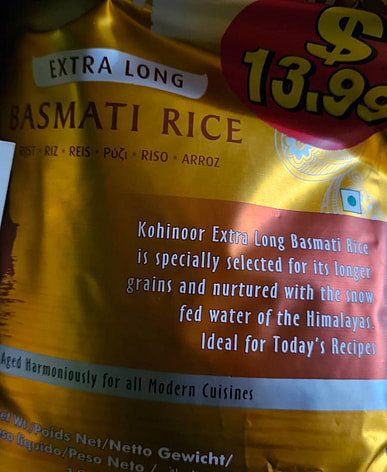 $
13.99
EXTRA LONG
BASMATI RICE
RIZ • REIS • Ρύζι • RISO • ARROZ
Kohinoor Extra Long Basmati Rice
is specially selected for its longer
grains and nurtured with the snow
fed water of the Himalayas.
Ideal for Today's Recipes
Aged Harmoniously for all Modern Cuisines
Wt./Poids Net/Netto Gewicht/
Peso Neto /